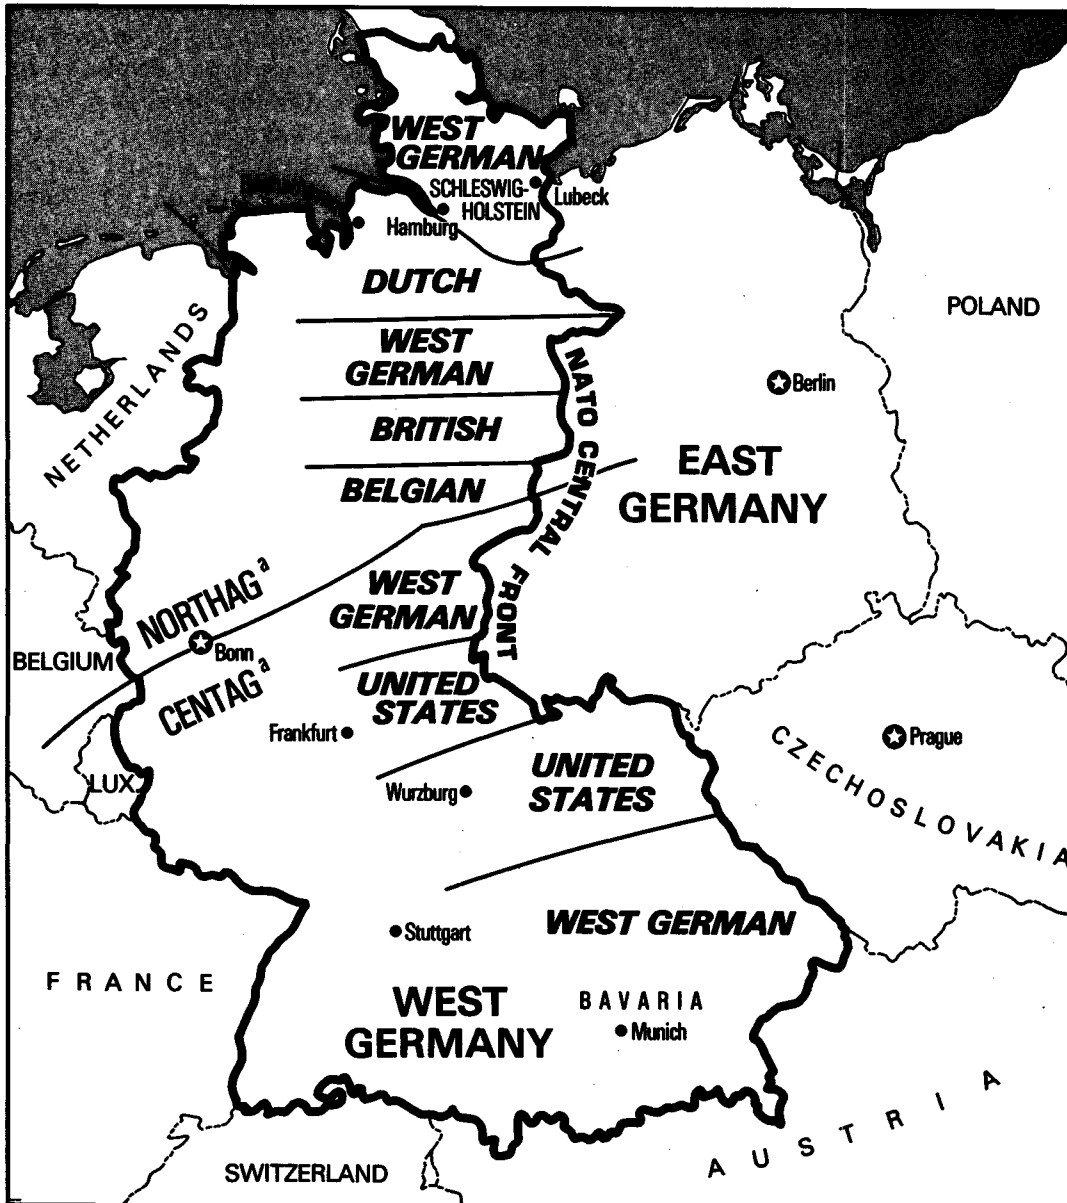 WEST
GERMAN
SCHLESWIG-
HOLSTEIN
Lubeck
Hamburg
DUTCH
WEST
GERMAN
BRITISH
BELGIAN
NATO CENTRAL FRONT
NETHERLANDS
POLAND
Berlin
EAST
GERMANY
NORTHAG a
WEST
GERMAN
BELGIUM
Bonn
CENTAG a
UNITED
STATES
Frankfurt
LUX.
Wurzburg
UNITED
STATES
Prague
CZECHOSLOVAKIA
Stuttgart
WEST GERMAN
FRANCE
WEST
GERMANY
BAVARIA
Munich
AUSTRIA
SWITZERLAND